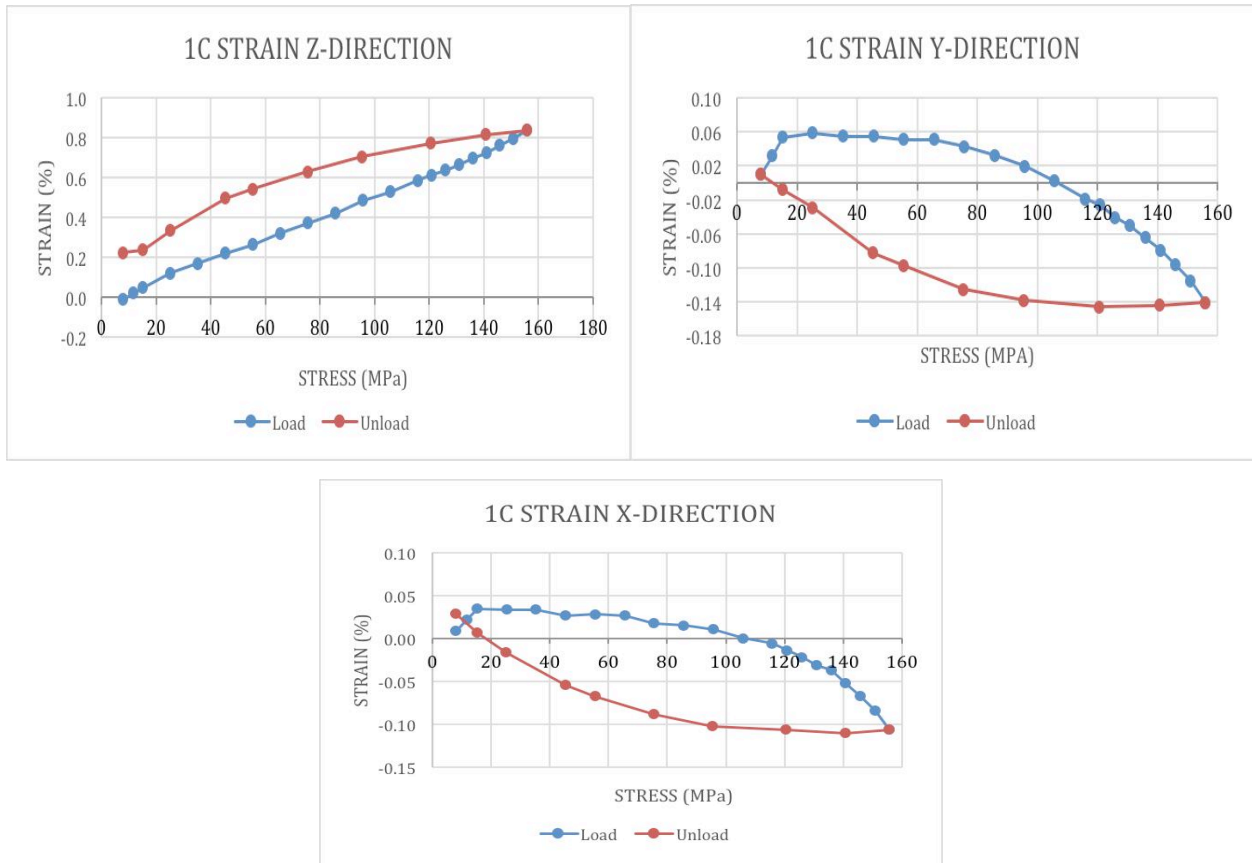 1C STRAIN Z-DIRECTION
1.0
0.8
0.6
0.4
0.2
0.0
-0.2
STRAIN (%)
0 20 40 60 80 100 120 140 160 180
STRESS (MPa)
Load Unload
1C STRAIN Y-DIRECTION
0.10
0.06
0.02
-0.02
-0.06
-0.10
-0.14
-0.18
STRAIN (%)
0 20 40 60 80 100 120 140 160
STRESS (MPA)
Load Unload
1C STRAIN X-DIRECTION
0.10
0.05
0.00
-0.05
-0.10
-0.15
STRAIN (%)
0 20 40 60 80 100 120 140 160
STRESS (MPa)
Load Unload